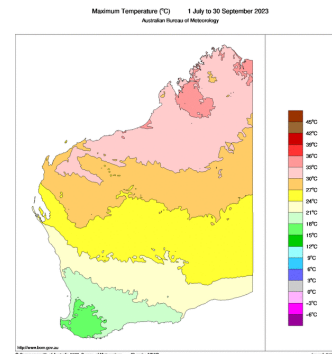 Maximum Temperature (°C) 1 July to 30 September 2023
Australian Bureau of Meteorology
45°C
42°C
39°C
36°C
33°C
30°C
27°C
24°C
21°C
18°C
15°C
12°C
9°C
6°C
3°C
0°C
-3°C
-6°C
http://www.bom.gov.au